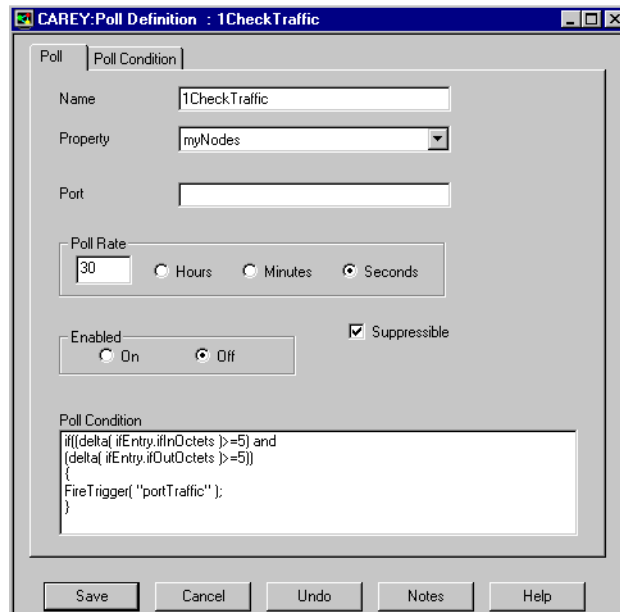 CAREY:Poll Definition : 1CheckTraffic
Poll Poll Condition
Name 1CheckTraffic
Property myNodes
Port
Poll Rate
30 Hours Minutes Seconds
Enabled
On Off
Suppressible
Poll Condition
if((delta( ifEntry.ifInOctets )>=5) and
(delta( ifEntry.ifOutOctets )>=5))
{
FireTrigger( "portTraffic" );
}
Save Cancel Undo Notes Help